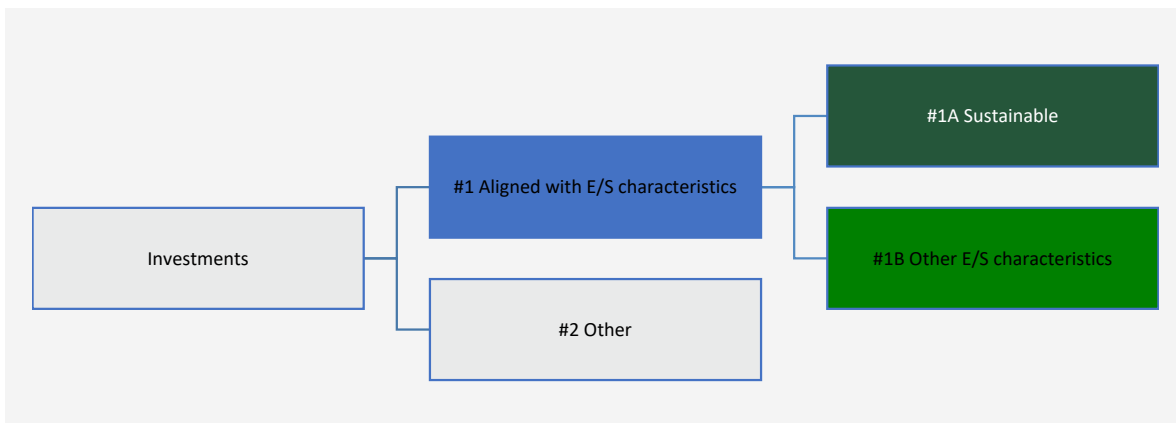 #1A Sustainable
#1 Aligned with E/S characteristics
Investments
#1B Other E/S characteristics
#2 Other